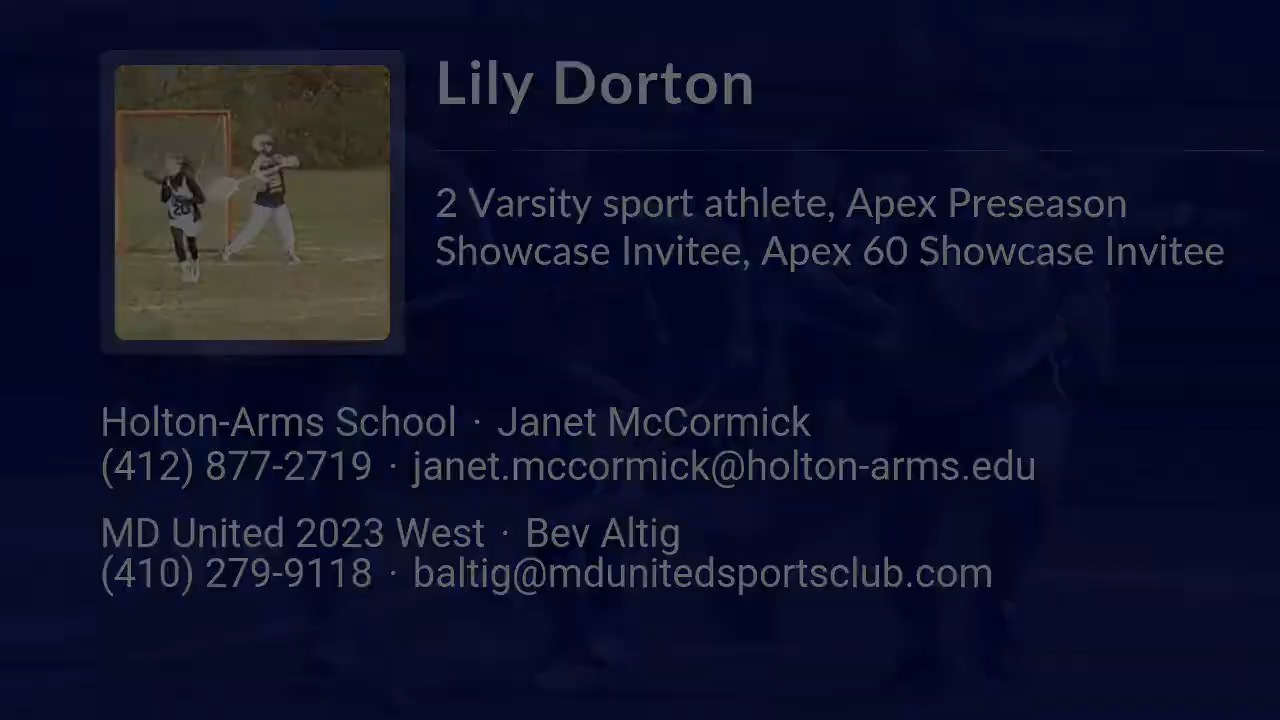 Lily Dorton
2 Varsity sport athlete, Apex Preseason
Showcase Invitee, Apex 60 Showcase Invitee
20
Holton-Arms School · Janet McCormick
(412) 877-2719 · janet.mccormick@holton-arms.edu
MD United 2023 West · Bev Altig
(410) 279-9118 · baltig@mdunitedsportsclub.com